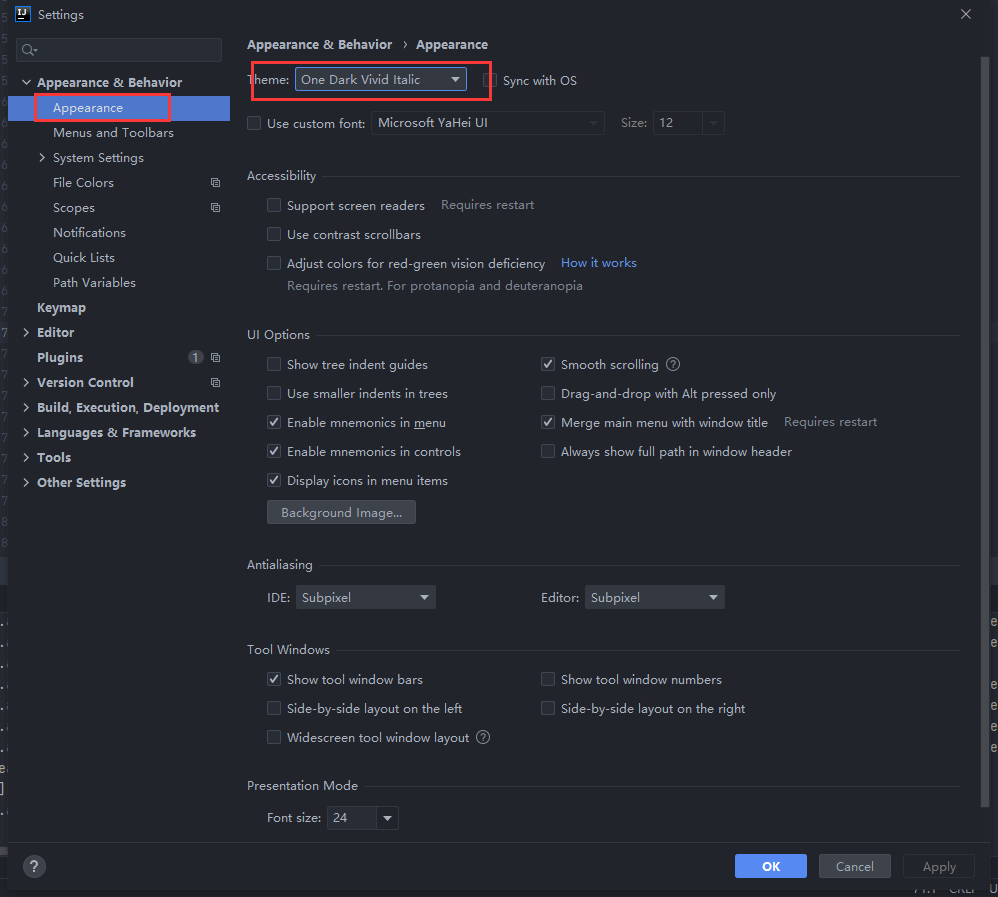 Settings
Appearance & Behavior
Appearance
Menus and Toolbars
System Settings
File Colors
Scopes
Notifications
Quick Lists
Path Variables
Keymap
Editor
Plugins 1
Version Control
Build, Execution, Deployment
Languages & Frameworks
Tools
Other Settings
Appearance & Behavior › Appearance
Theme: One Dark Vivid Italic Sync with OS
Use custom font: Microsoft YaHei UI Size: 12
Accessibility
Support screen readers Requires restart
Use contrast scrollbars
Adjust colors for red-green vision deficiency How it works
Requires restart. For protanopia and deuteranopia
UI Options
Show tree indent guides Smooth scrolling ?
Use smaller indents in trees Drag-and-drop with Alt pressed only
Enable mnemonics in menu Merge main menu with window title Requires restart
Enable mnemonics in controls Always show full path in window header
Display icons in menu items
Background Image...
Antialiasing
IDE: Subpixel Editor: Subpixel
Tool Windows
Show tool window bars Show tool window numbers
Side-by-side layout on the left Side-by-side layout on the right
Widescreen tool window layout ?
Presentation Mode
Font size: 24
? OK Cancel Apply